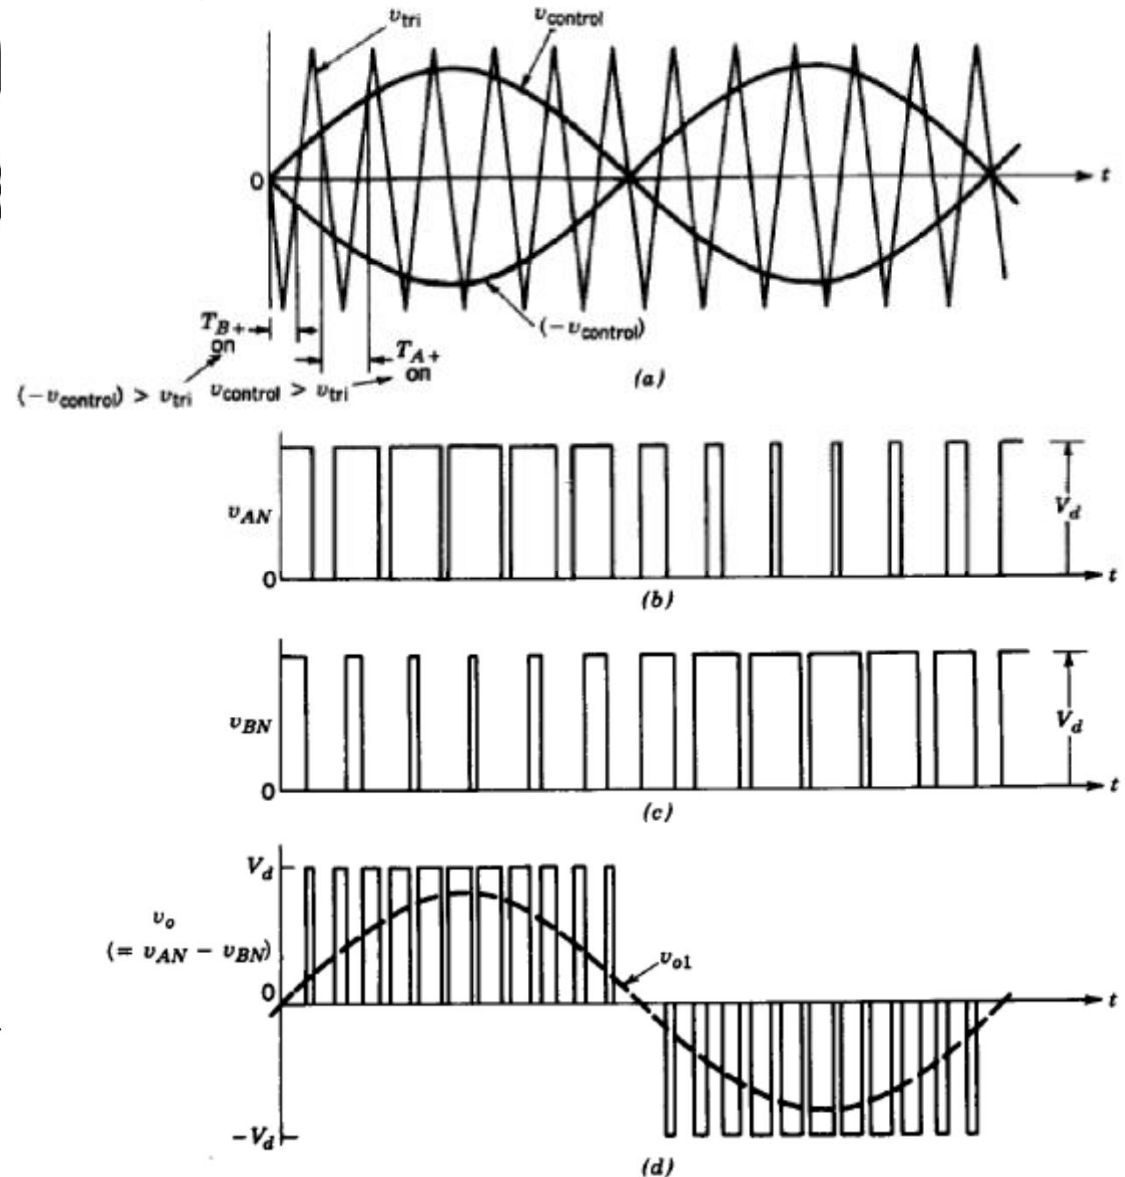 v_tri
v_control
0
t
T_B+ on
(−v_control)
T_A+ on
(−v_control) > v_tri
v_control > v_tri
(a)
v_AN
V_d
0
t
(b)
v_BN
V_d
0
t
(c)
V_d
v_o
(= v_AN − v_BN)
v_o1
0
t
−V_d
(d)